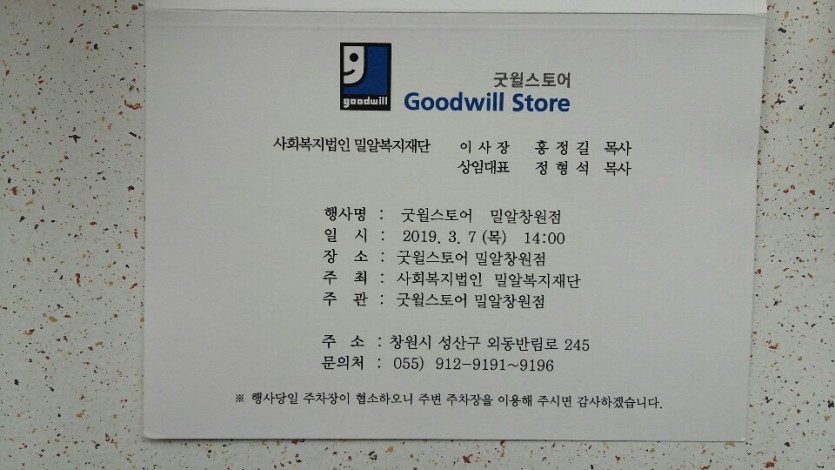 goodwill
굿윌스토어
Goodwill Store
사회복지법인 밀알복지재단 이 사 장 홍 정 길 목사
상임대표 정 형 석 목사
행사명 : 굿윌스토어 밀알창원점
일 시 : 2019. 3. 7 (목) 14:00
장 소 : 굿윌스토어 밀알창원점
주 최 : 사회복지법인 밀알복지재단
주 관 : 굿윌스토어 밀알창원점
주 소 : 창원시 성산구 외동반림로 245
문의처 : 055) 912-9191~9196
※ 행사당일 주차장이 협소하오니 주변 주차장을 이용해 주시면 감사하겠습니다.